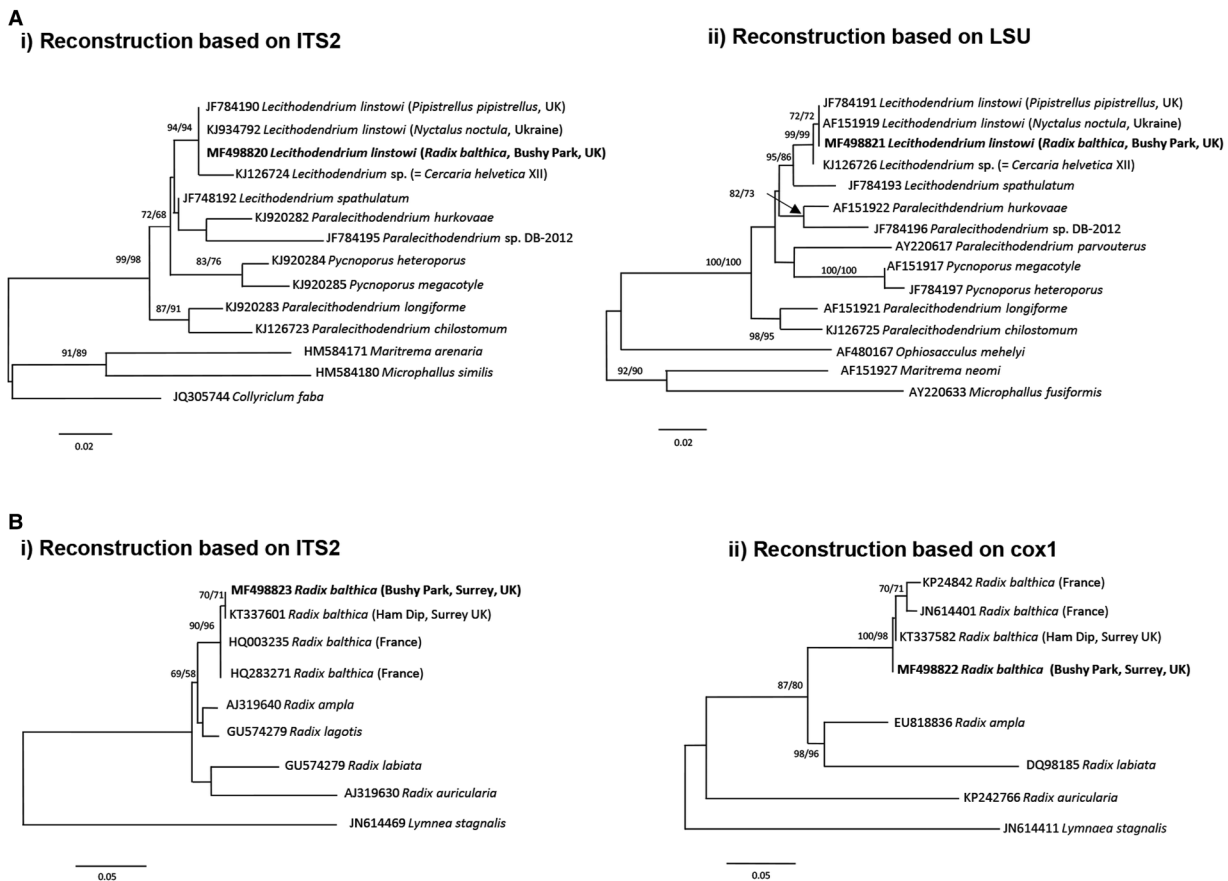 A
i) Reconstruction based on ITS2
JF784190 Lecithodendrium linstowi (Pipistrellus pipistrellus, UK)
94/94
KJ934792 Lecithodendrium linstowi (Nyctalus noctula, Ukraine)
MF498820 Lecithodendrium linstowi (Radix balthica, Bushy Park, UK)
KJ126724 Lecithodendrium sp. (= Cercaria helvetica XII)
JF748192 Lecithodendrium spathulatum
72/68
KJ920282 Paralecithdendrium hurkovaae
JF784195 Paralecithodendrium sp. DB-2012
99/98
83/76
KJ920284 Pycnoporus heteroporus
KJ920285 Pycnoporus megacotyle
87/91
KJ920283 Paralecithodendrium longiforme
KJ126723 Paralecithodendrium chilostomum
91/89
HM584171 Maritrema arenaria
HM584180 Microphallus similis
JQ305744 Collyriclum faba
0.02
ii) Reconstruction based on LSU
JF784191 Lecithodendrium linstowi (Pipistrellus pipistrellus, UK)
72/72
AF151919 Lecithodendrium linstowi (Nyctalus noctula, Ukraine)
99/99
MF498821 Lecithodendrium linstowi (Radix balthica, Bushy Park, UK)
95/86
KJ126726 Lecithodendrium sp. (= Cercaria helvetica XII)
JF784193 Lecithodendrium spathulatum
82/73
AF151922 Paralecithdendrium hurkovaae
JF784196 Paralecithodendrium sp. DB-2012
AY220617 Paralecithodendrium parvouterus
100/100
100/100
AF151917 Pycnoporus megacotyle
JF784197 Pycnoporus heteroporus
AF151921 Paralecithodendrium longiforme
KJ126725 Paralecithodendrium chilostomum
98/95
AF480167 Ophiosacculus mehelyi
92/90
AF151927 Maritrema neomi
AY220633 Microphallus fusiformis
0.02
B
i) Reconstruction based on ITS2
70/71
MF498823 Radix balthica (Bushy Park, Surrey, UK)
KT337601 Radix balthica (Ham Dip, Surrey UK)
90/96
HQ003235 Radix balthica (France)
69/58
HQ283271 Radix balthica (France)
AJ319640 Radix ampla
GU574279 Radix lagotis
GU574279 Radix labiata
AJ319630 Radix auricularia
JN614469 Lymnea stagnalis
0.05
ii) Reconstruction based on cox1
70/71
KP24842 Radix balthica (France)
JN614401 Radix balthica (France)
100/98
KT337582 Radix balthica (Ham Dip, Surrey UK)
MF498822 Radix balthica (Bushy Park, Surrey, UK)
87/80
EU818836 Radix ampla
98/96
DQ98185 Radix labiata
KP242766 Radix auricularia
JN614411 Lymnaea stagnalis
0.05